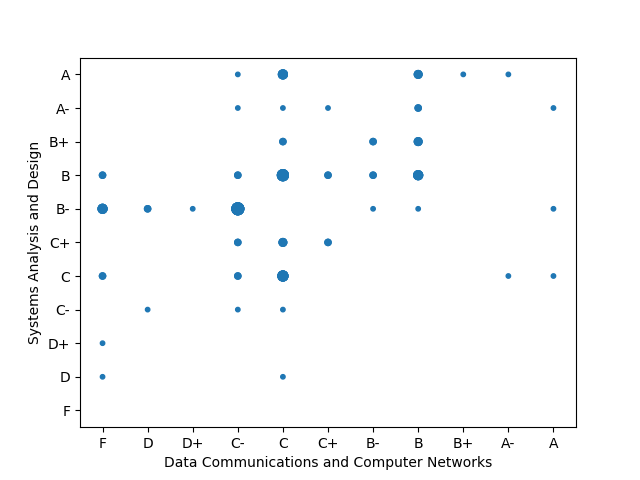 A
A-
B+
B
B-
C+
C
C-
D+
D
F
Systems Analysis and Design
F D D+ C- C C+ B- B B+ A- A
Data Communications and Computer Networks